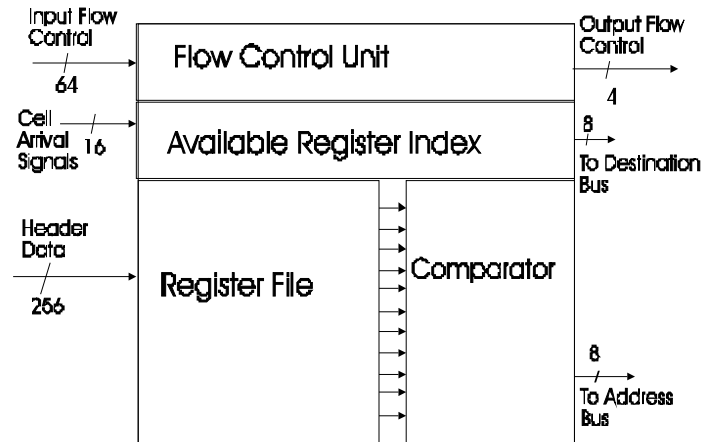 Input Flow
Control
64
Flow Control Unit
Output Flow
Control
4
Cell
Arrival
Signals
16
Available Register Index
8
To Destination
Bus
Header
Data
256
Register File
Comparator
8
To Address
Bus